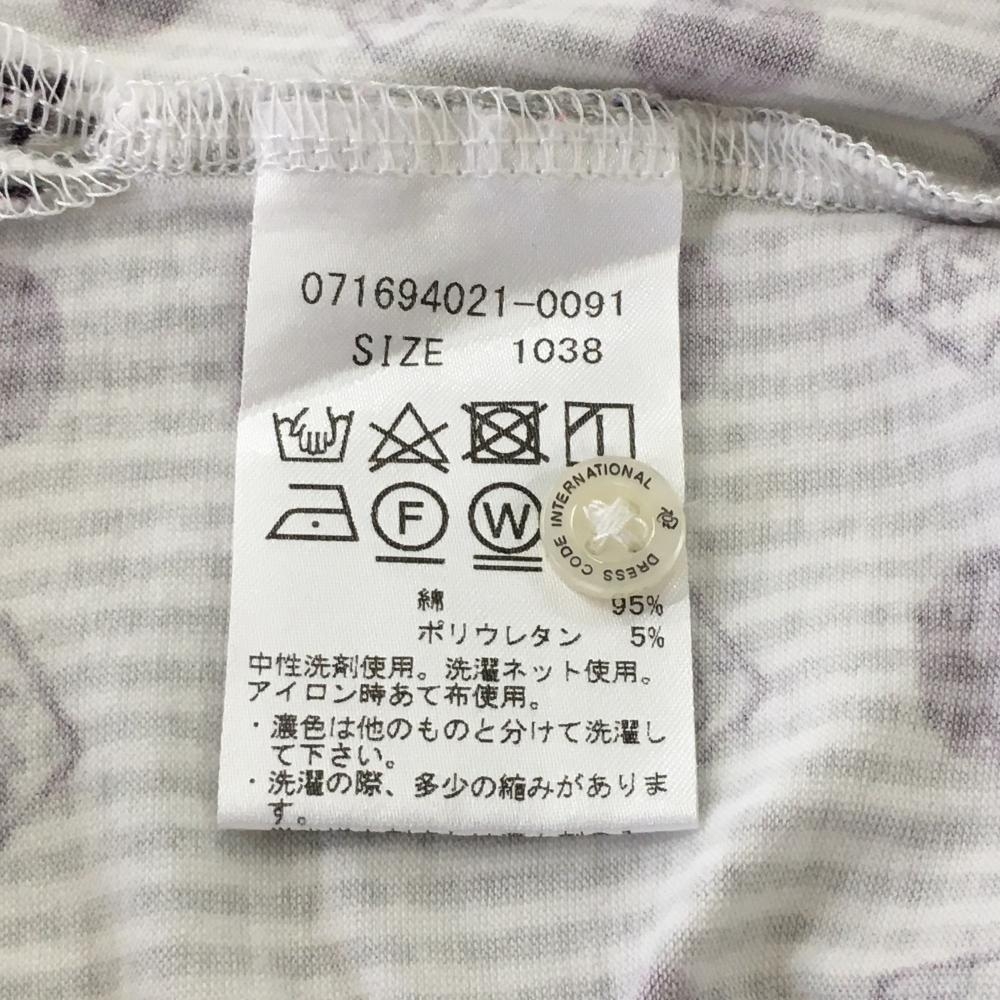 071694021-0091
SIZE 1038
F W
INTERNATIONAL
DRESS CODE
綿 95%
ポリウレタン 5%
中性洗剤使用。洗濯ネット使用。
アイロン時あて布使用。
・濃色は他のものと分けて洗濯し
て下さい。
・洗濯の際、多少の縮みがありま
す。